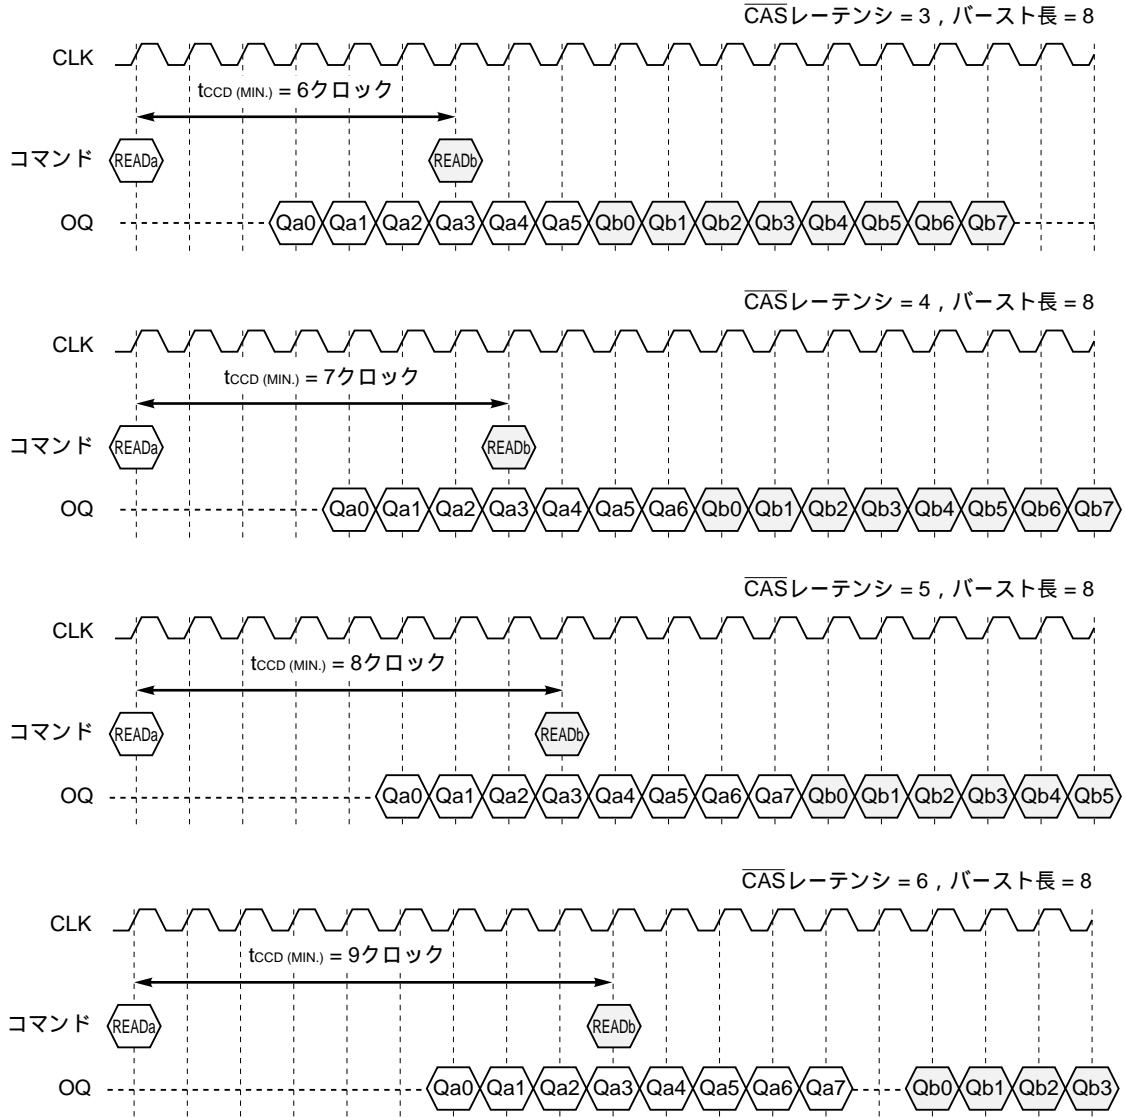 CASレーテンシ = 3 , バースト長 = 8
CLK
tCCD (MIN.) = 6クロック
コマンド READa READb
OQ Qa0 Qa1 Qa2 Qa3 Qa4 Qa5 Qb0 Qb1 Qb2 Qb3 Qb4 Qb5 Qb6 Qb7
CASレーテンシ = 4 , バースト長 = 8
CLK
tCCD (MIN.) = 7クロック
コマンド READa READb
OQ Qa0 Qa1 Qa2 Qa3 Qa4 Qa5 Qa6 Qb0 Qb1 Qb2 Qb3 Qb4 Qb5 Qb6 Qb7
CASレーテンシ = 5 , バースト長 = 8
CLK
tCCD (MIN.) = 8クロック
コマンド READa READb
OQ Qa0 Qa1 Qa2 Qa3 Qa4 Qa5 Qa6 Qa7 Qb0 Qb1 Qb2 Qb3 Qb4 Qb5
CASレーテンシ = 6 , バースト長 = 8
CLK
tCCD (MIN.) = 9クロック
コマンド READa READb
OQ Qa0 Qa1 Qa2 Qa3 Qa4 Qa5 Qa6 Qa7 Qb0 Qb1 Qb2 Qb3